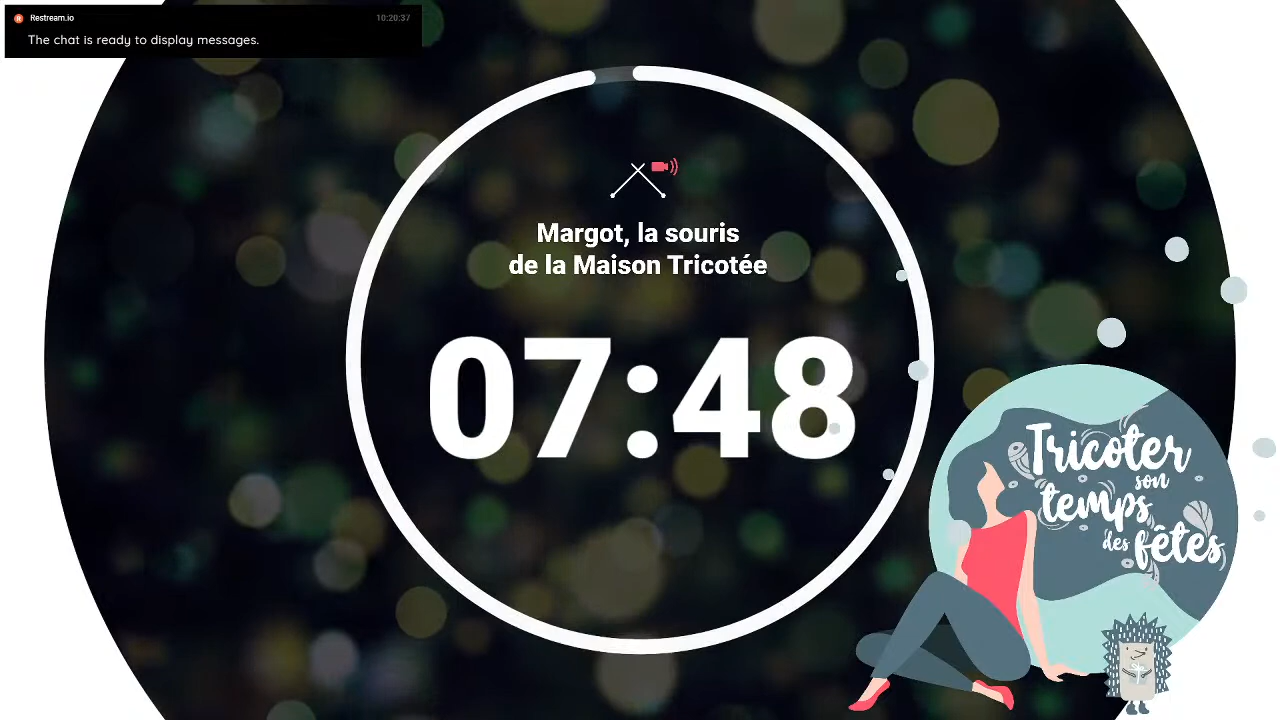 Restream.io
10:20:37
The chat is ready to display messages.
Margot, la souris
de la Maison Tricotée
07:48
Tricoter
son
temps
des fêtes